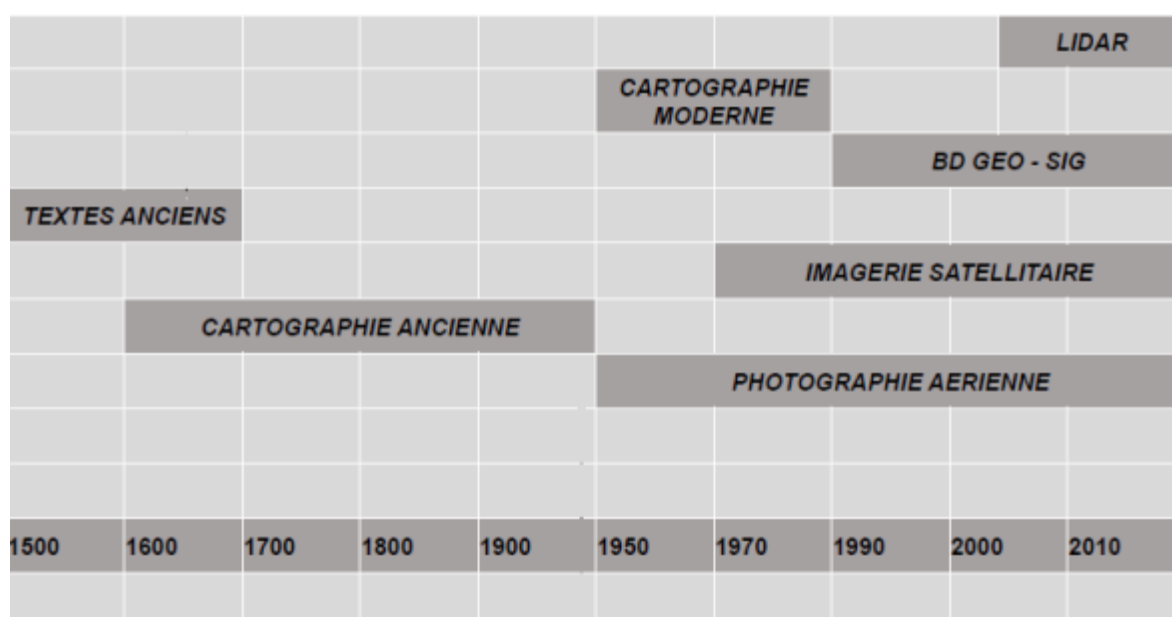 LIDAR
CARTOGRAPHIE
MODERNE
BD GEO - SIG
TEXTES ANCIENS
IMAGERIE SATELLITAIRE
CARTOGRAPHIE ANCIENNE
PHOTOGRAPHIE AERIENNE
1500 1600 1700 1800 1900 1950 1970 1990 2000 2010